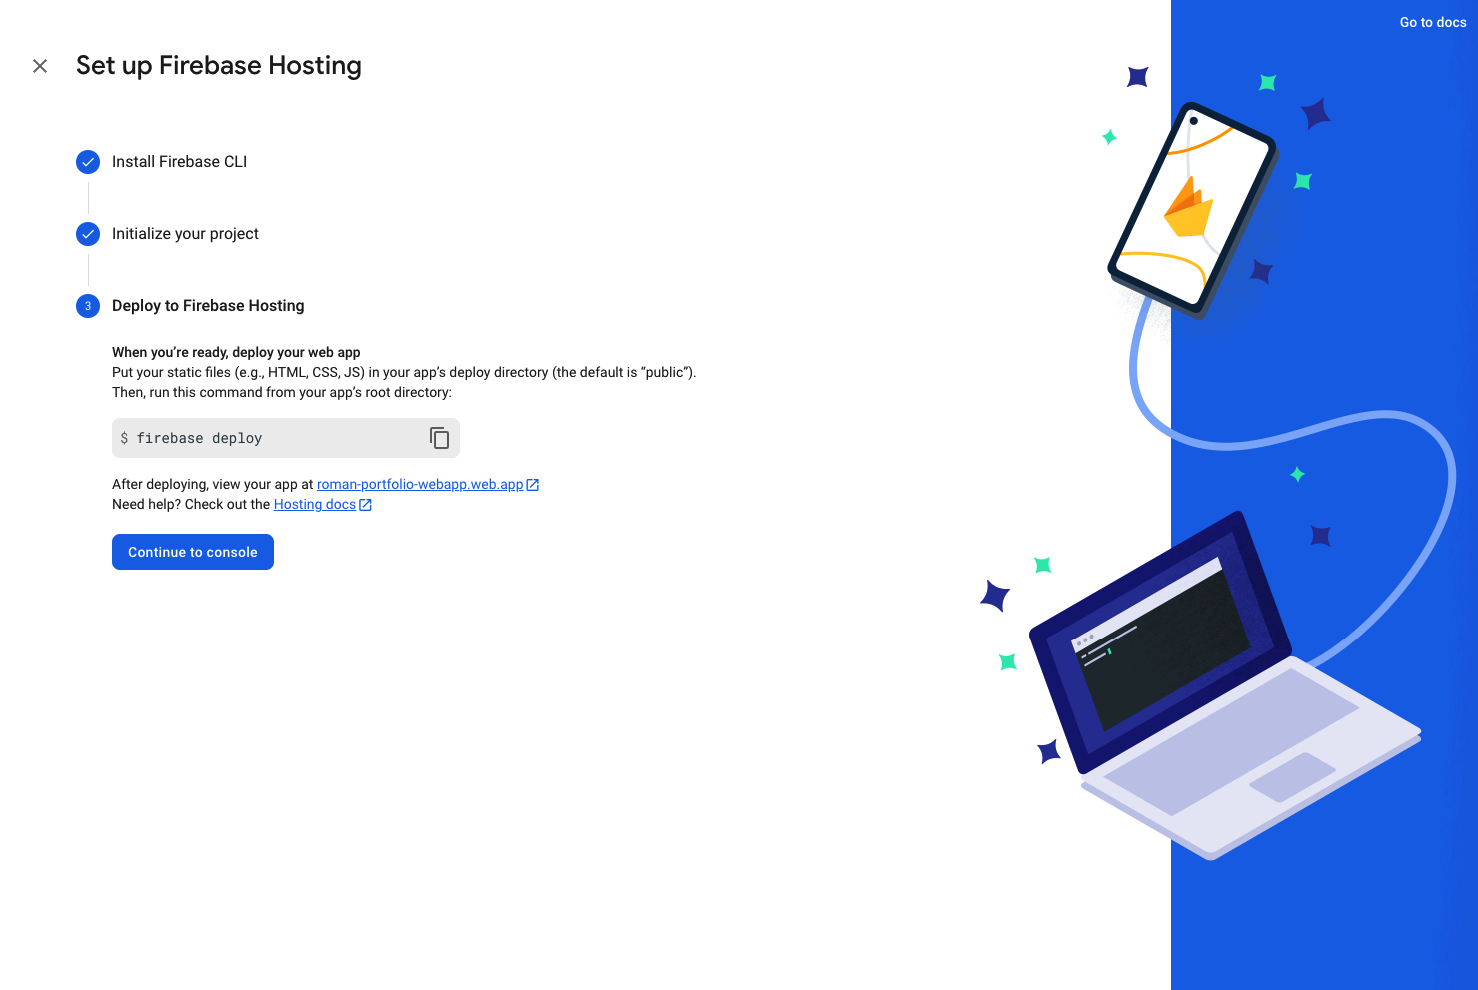 Go to docs
Set up Firebase Hosting
Install Firebase CLI
Initialize your project
3 Deploy to Firebase Hosting
When you’re ready, deploy your web app
Put your static files (e.g., HTML, CSS, JS) in your app’s deploy directory (the default is “public”).
Then, run this command from your app’s root directory:
$ firebase deploy
After deploying, view your app at roman-portfolio-webapp.web.app
Need help? Check out the Hosting docs
Continue to console